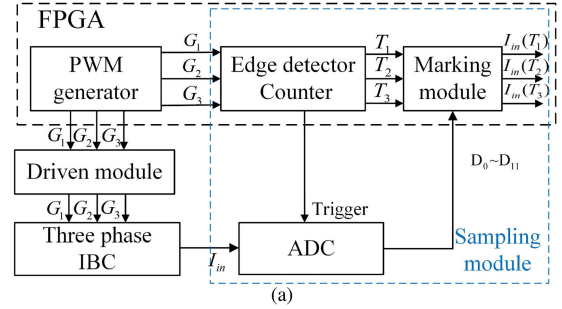 FPGA
PWM
generator
G1
G2
G3
Edge detector
Counter
T1
T2
T3
Marking
module
Iin(T1)
Iin(T2)
Iin(T3)
G1 G2 G3
Driven module
G1 G2 G3
Three phase
IBC
Iin
Trigger
ADC
D0~D11
Sampling
module
(a)